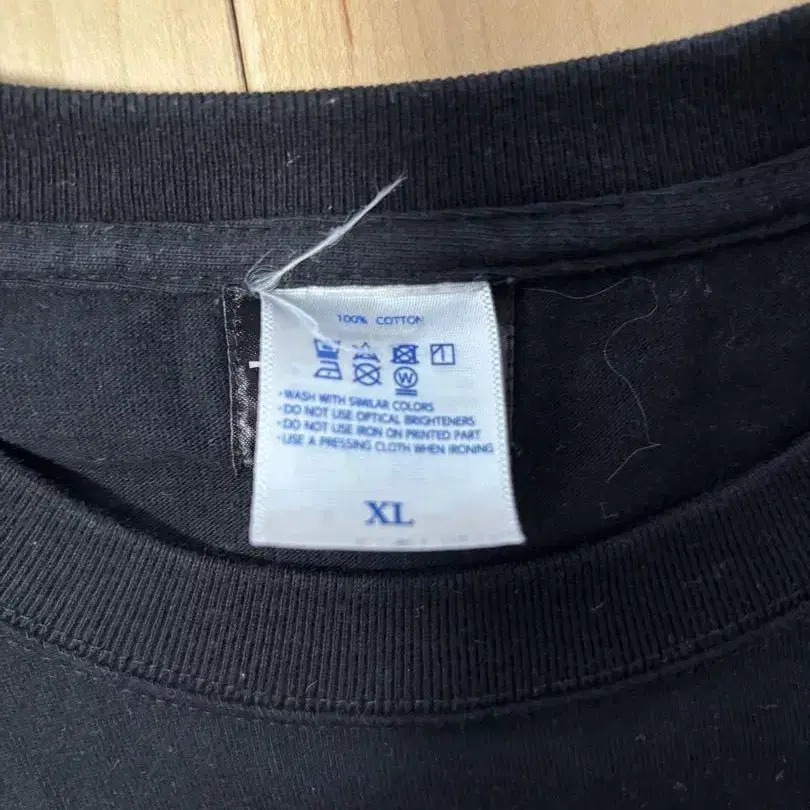 100% COTTON
W
•WASH WITH SIMILAR COLORS
•DO NOT USE OPTICAL BRIGHTENERS
•DO NOT USE IRON ON PRINTED PART
•USE A PRESSING CLOTH WHEN IRONING
XL